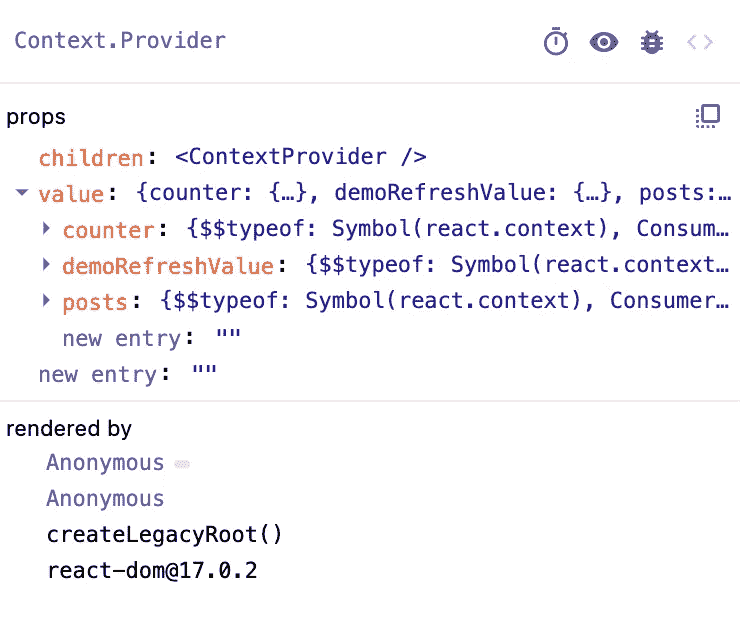 Context.Provider
props
children: <ContextProvider />
value: {counter: {…}, demoRefreshValue: {…}, posts:…
counter: {$$typeof: Symbol(react.context), Consum…
demoRefreshValue: {$$typeof: Symbol(react.context…
posts: {$$typeof: Symbol(react.context), Consumer…
new entry: ""
new entry: ""
rendered by
Anonymous
Anonymous
createLegacyRoot()
react-dom@17.0.2